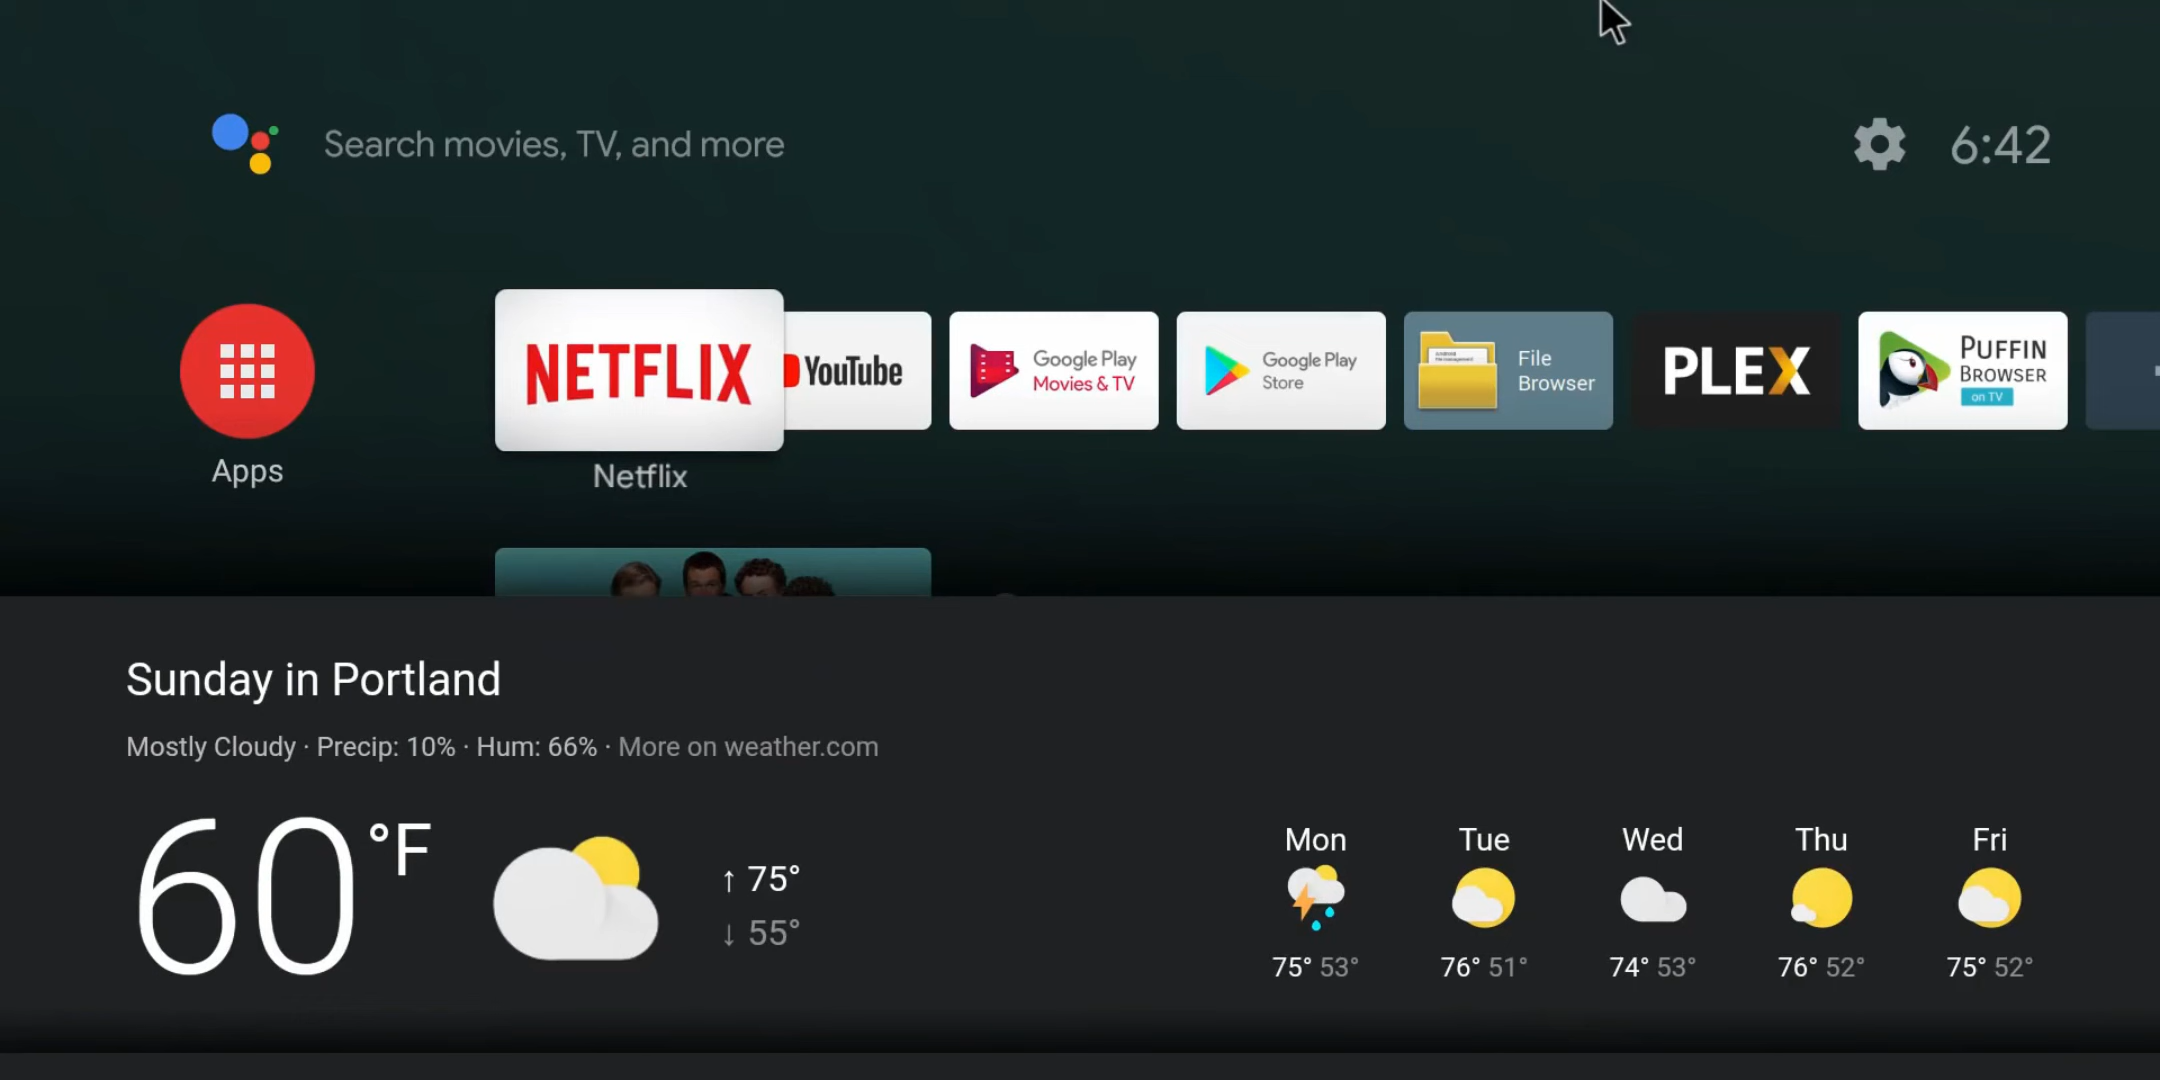 Search movies, TV, and more
6:42
NETFLIX
YouTube
Google Play
Movies & TV
Google Play
Store
File
Browser
PLEX
PUFFIN
BROWSER
on TV
Apps
Netflix
Sunday in Portland
Mostly Cloudy · Precip: 10% · Hum: 66% · More on weather.com
60 °F
↑ 75°
↓ 55°
Mon Tue Wed Thu Fri
75° 53° 76° 51° 74° 53° 76° 52° 75° 52°